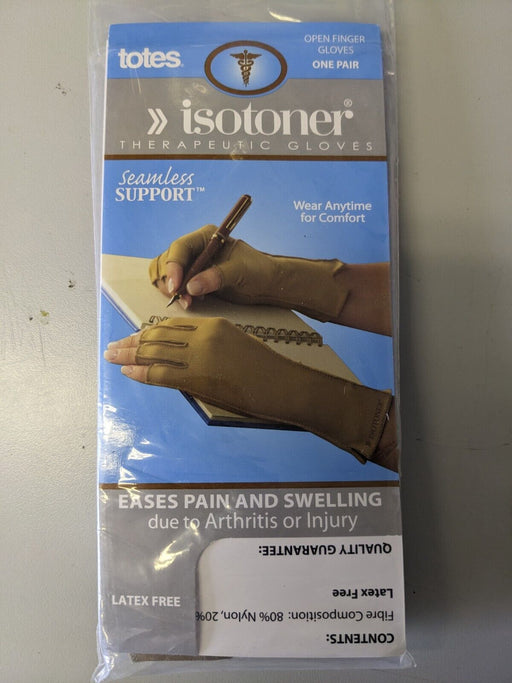 totes®
OPEN FINGER
GLOVES
ONE PAIR
» isotoner®
THERAPEUTIC GLOVES
Seamless
SUPPORT™
Wear Anytime
for Comfort
ISOTONER
EASES PAIN AND SWELLING
due to Arthritis or Injury
LATEX FREE
CONTENTS:
Fibre Composition: 80% Nylon, 20%
Latex Free
QUALITY GUARANTEE: